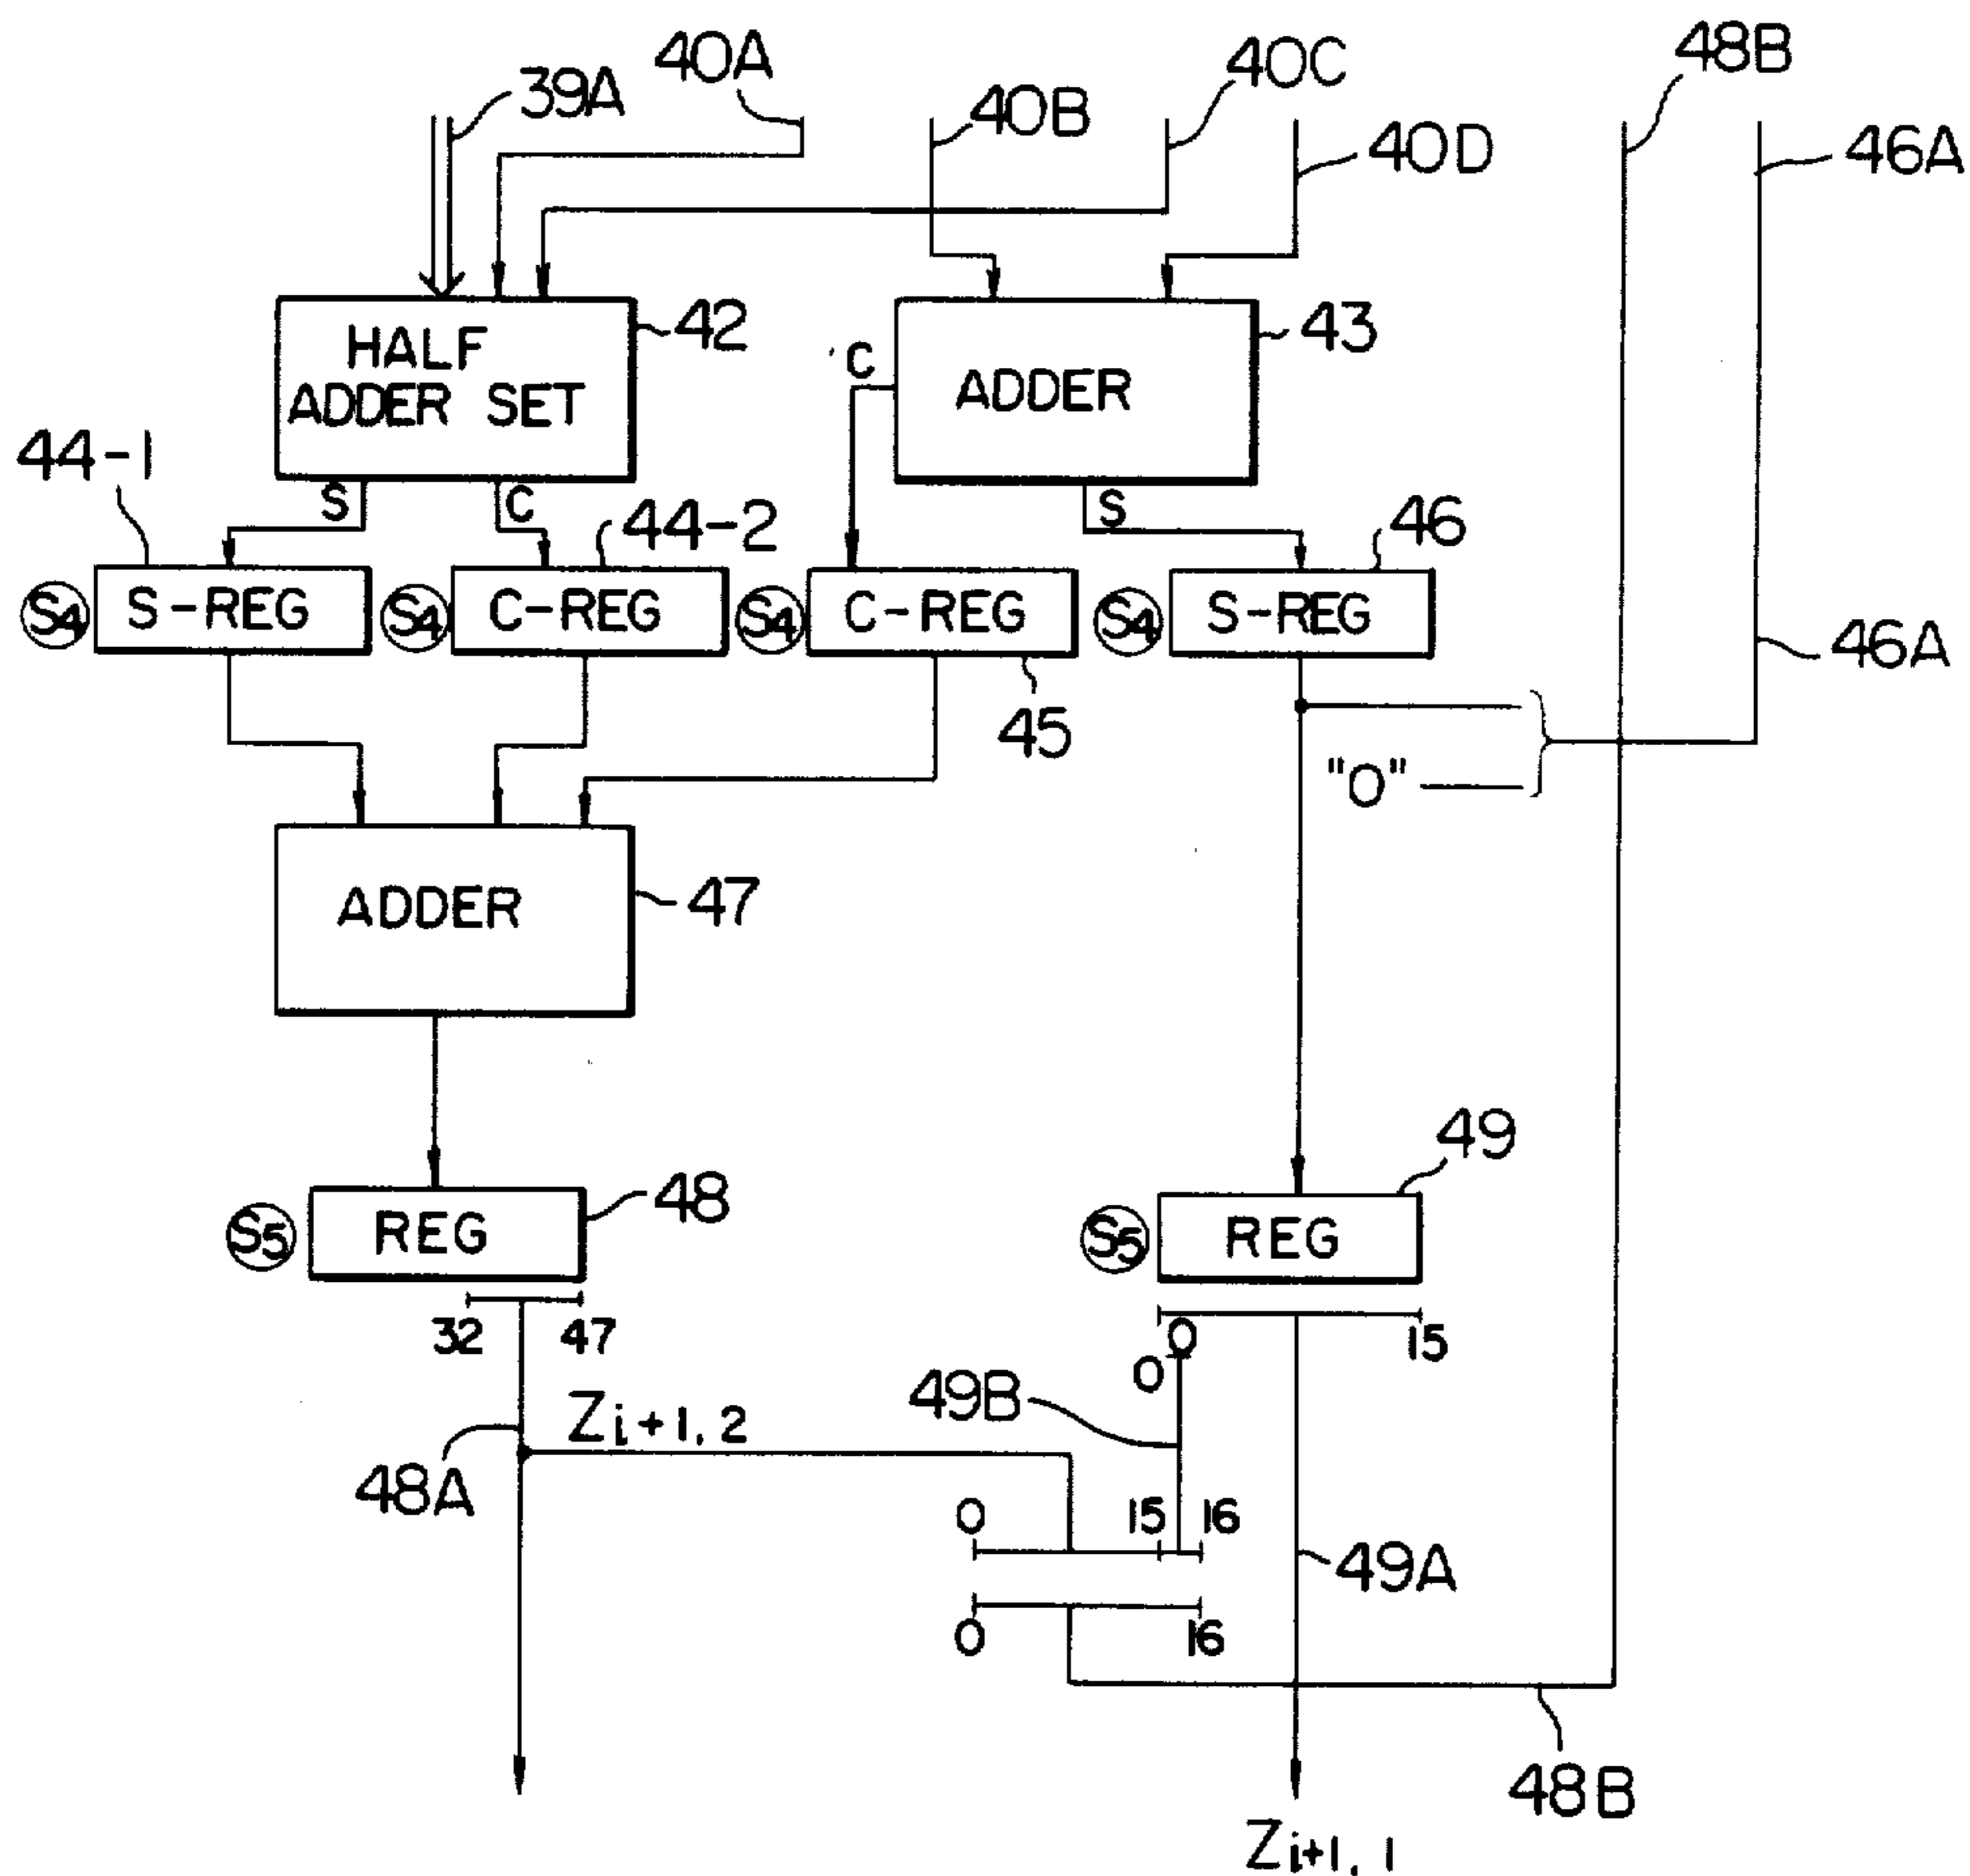 39A
40A
40B
40C
40D
48B
46A
HALF
ADDER SET
42
C
ADDER
43
44-1
S
C
44-2
S
46
S4
S-REG
S4
C-REG
S4
C-REG
S4
S-REG
45
46A
"0"
ADDER
47
S5
REG
48
S5
REG
49
32
47
0
15
0
49B
Zi+1, 2
48A
0
15
16
49A
0
16
48B
Zi+1, 1